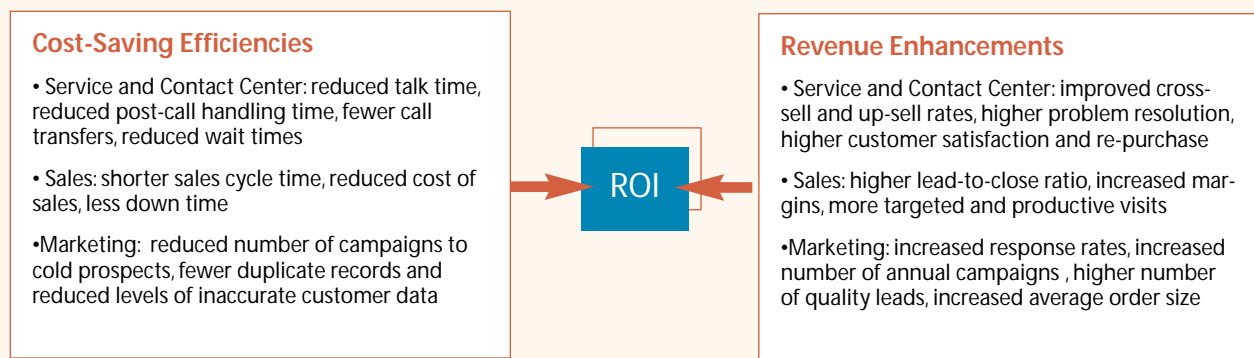 Cost-Saving Efficiencies
• Service and Contact Center: reduced talk time,
reduced post-call handling time, fewer call
transfers, reduced wait times
• Sales: shorter sales cycle time, reduced cost of
sales, less down time
•Marketing:  reduced number of campaigns to
cold prospects, fewer duplicate records and
reduced levels of inaccurate customer data
ROI
Revenue Enhancements
• Service and Contact Center: improved cross-
sell and up-sell rates, higher problem resolution,
higher customer satisfaction and re-purchase
• Sales: higher lead-to-close ratio, increased mar-
gins, more targeted and productive visits
•Marketing: increased response rates, increased
number of annual campaigns , higher number
of quality leads, increased average order size